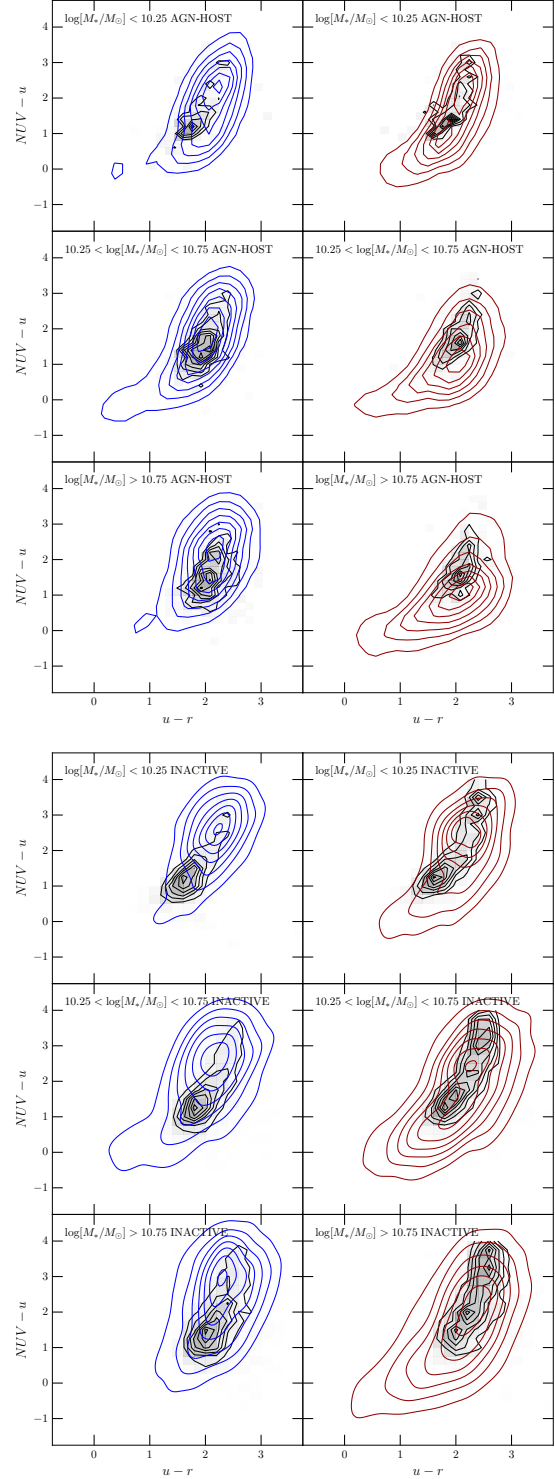 log[M*/M⊙] < 10.25 AGN-HOST
log[M*/M⊙] < 10.25 AGN-HOST
4
3
2
1
0
−1
NUV − u
10.25 < log[M*/M⊙] < 10.75 AGN-HOST
10.25 < log[M*/M⊙] < 10.75 AGN-HOST
4
3
2
1
0
−1
NUV − u
log[M*/M⊙] > 10.75 AGN-HOST
log[M*/M⊙] > 10.75 AGN-HOST
4
3
2
1
0
−1
NUV − u
0 1 2 3
0 1 2 3
u − r
u − r
log[M*/M⊙] < 10.25 INACTIVE
log[M*/M⊙] < 10.25 INACTIVE
4
3
2
1
0
−1
NUV − u
10.25 < log[M*/M⊙] < 10.75 INACTIVE
10.25 < log[M*/M⊙] < 10.75 INACTIVE
4
3
2
1
0
−1
NUV − u
log[M*/M⊙] > 10.75 INACTIVE
log[M*/M⊙] > 10.75 INACTIVE
4
3
2
1
0
−1
NUV − u
0 1 2 3
0 1 2 3
u − r
u − r